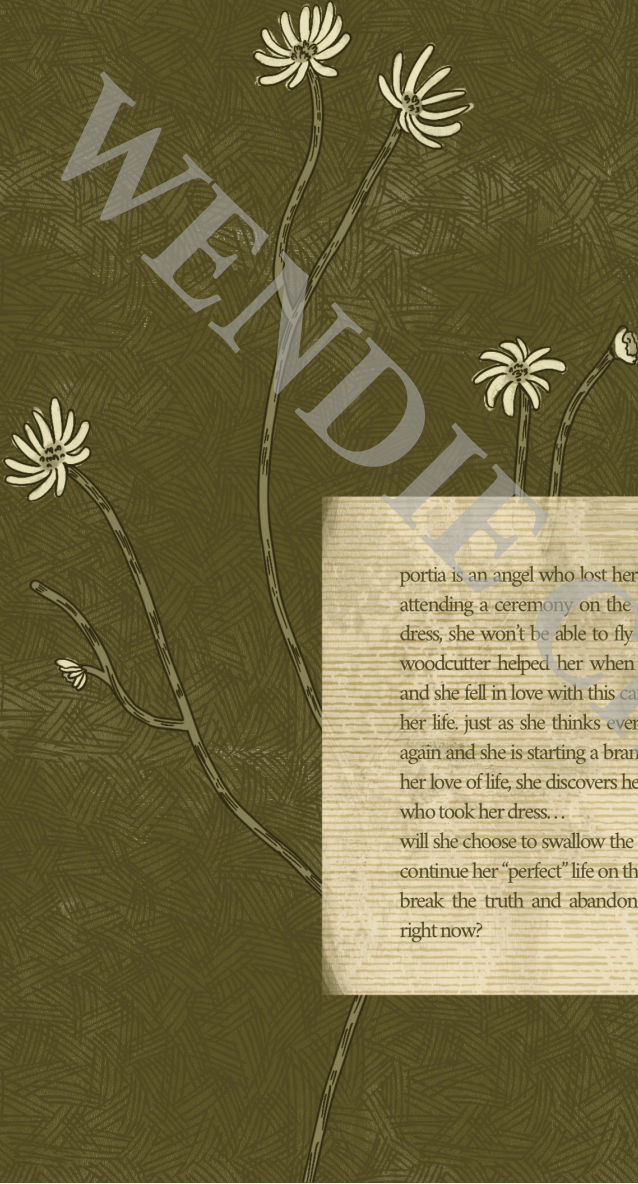 WENDIE
portia is an angel who lost her
attending a ceremony on the
dress, she won't be able to fly
woodcutter helped her when
and she fell in love with this
her life. just as she thinks
again and she is starting a
her love of life, she discovers
who took her dress…
will she choose to swallow the
continue her “perfect” life on
break the truth and abandon
right now?